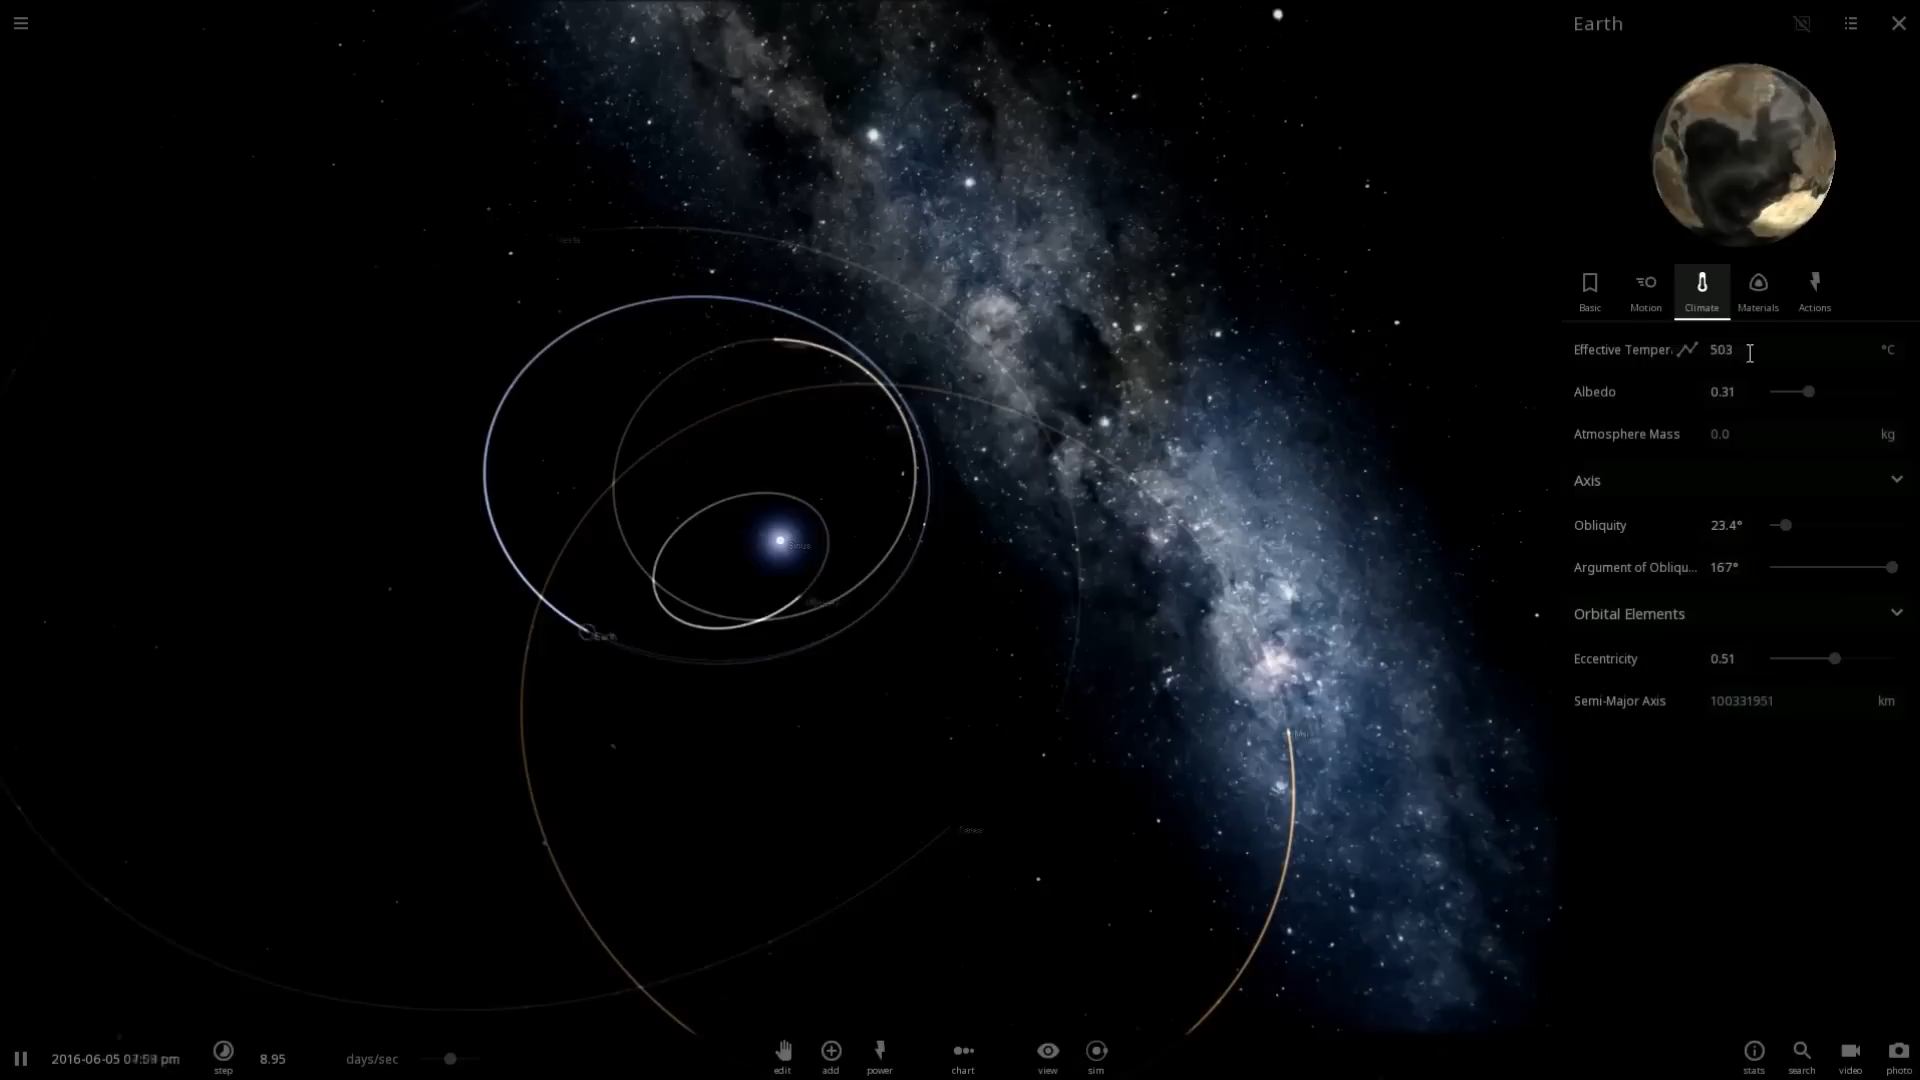 Earth
Basic
Motion
Climate
Materials
Actions
Effective Temper. 503 °C
Albedo 0.31
Atmosphere Mass 0.0 kg
Axis
Obliquity 23.4°
Argument of Obliqu... 167°
Orbital Elements
Eccentricity 0.51
Semi-Major Axis 100331951 km
Sirius
Earth
2016-06-05 pm
step
8.95
days/sec
edit
add
power
chart
view
sim
stats
search
video
photo